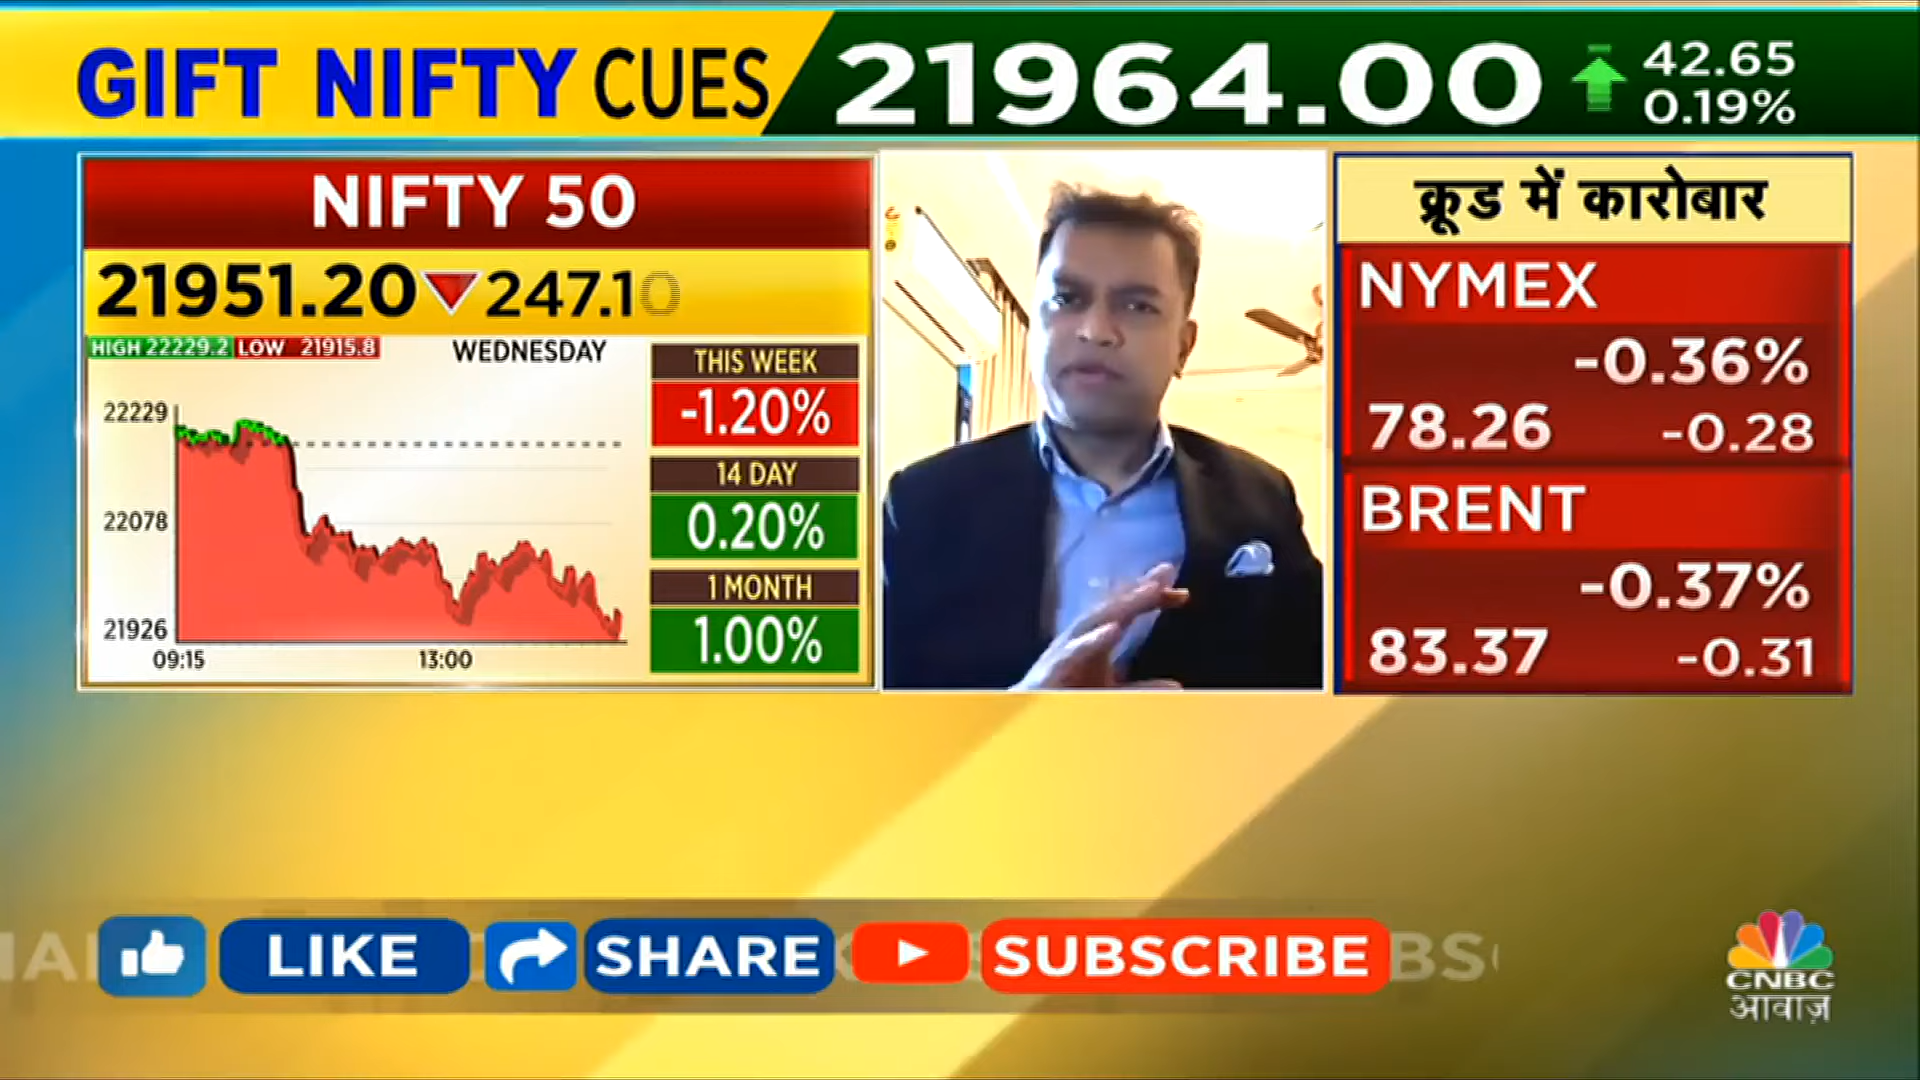 GIFT NIFTY CUES
21964.00
42.65
0.19%
NIFTY 50
21951.20 247.10
HIGH 22229.2 LOW 21915.8
WEDNESDAY
22229
22078
21926
09:15 13:00
THIS WEEK
-1.20%
14 DAY
0.20%
1 MONTH
1.00%
क्रूड में कारोबार
NYMEX
-0.36%
78.26 -0.28
BRENT
-0.37%
83.37 -0.31
LIKE SHARE SUBSCRIBE
CNBC
आवाज़